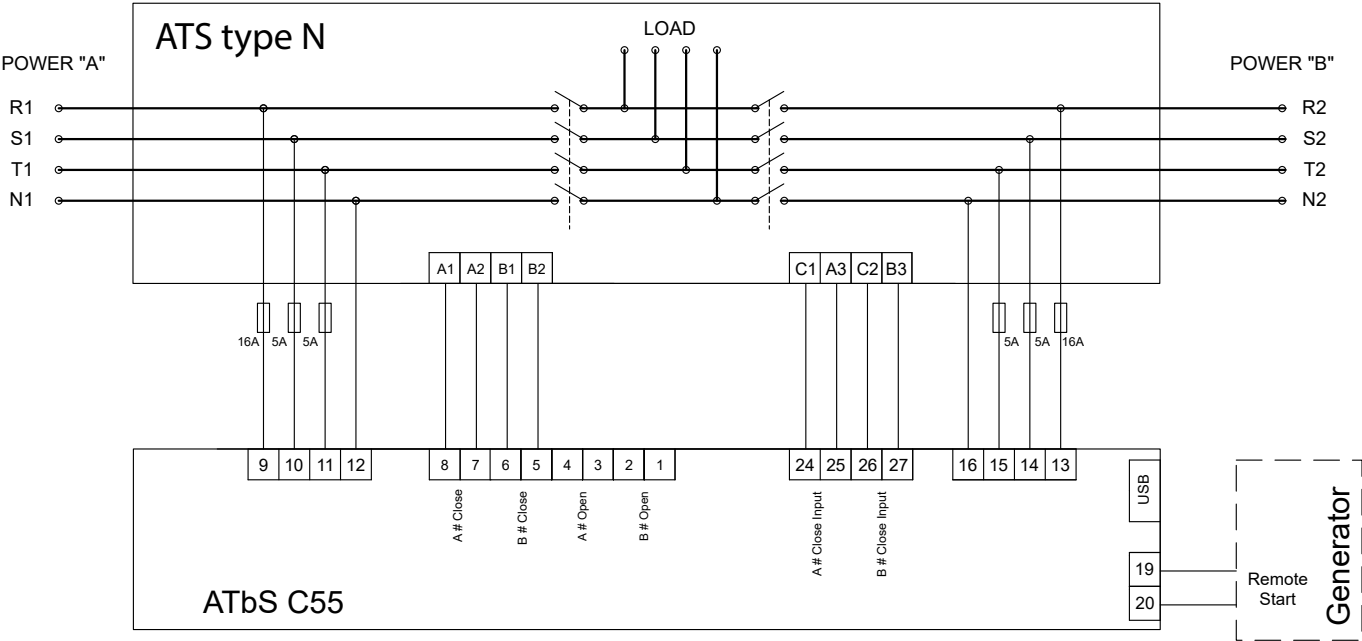 ATS type N
LOAD
POWER "A"
POWER "B"
R1
R2
S1
S2
T1
T2
N1
N2
A1 A2 B1 B2
C1 A3 C2 B3
16A 5A 5A
5A 5A 16A
9 10 11 12
8 7 6 5 4 3 2 1
24 25 26 27
16 15 14 13
A # Close
B # Close
A # Open
B # Open
A # Close Input
B # Close Input
USB
19
20
Remote
Start
Generator
ATbS C55